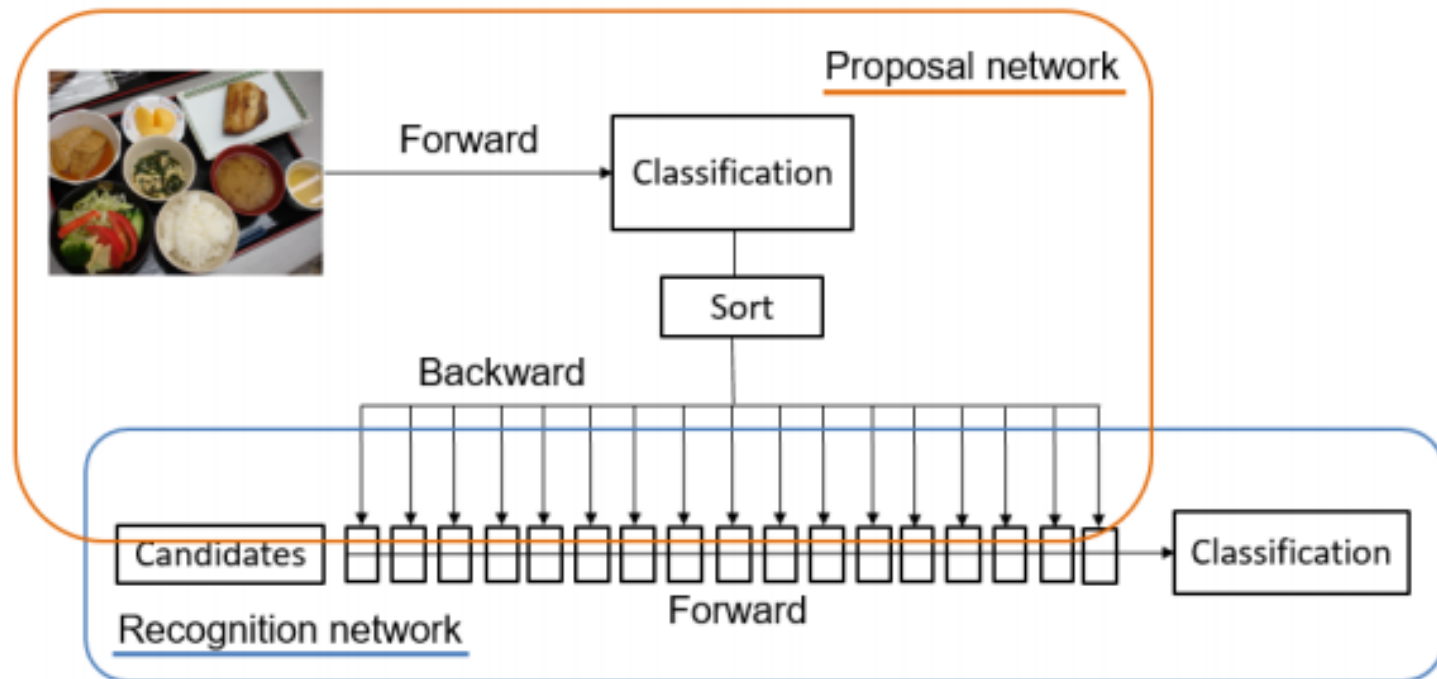 Proposal network
Forward
Classification
Sort
Backward
Candidates
Classification
Forward
Recognition network